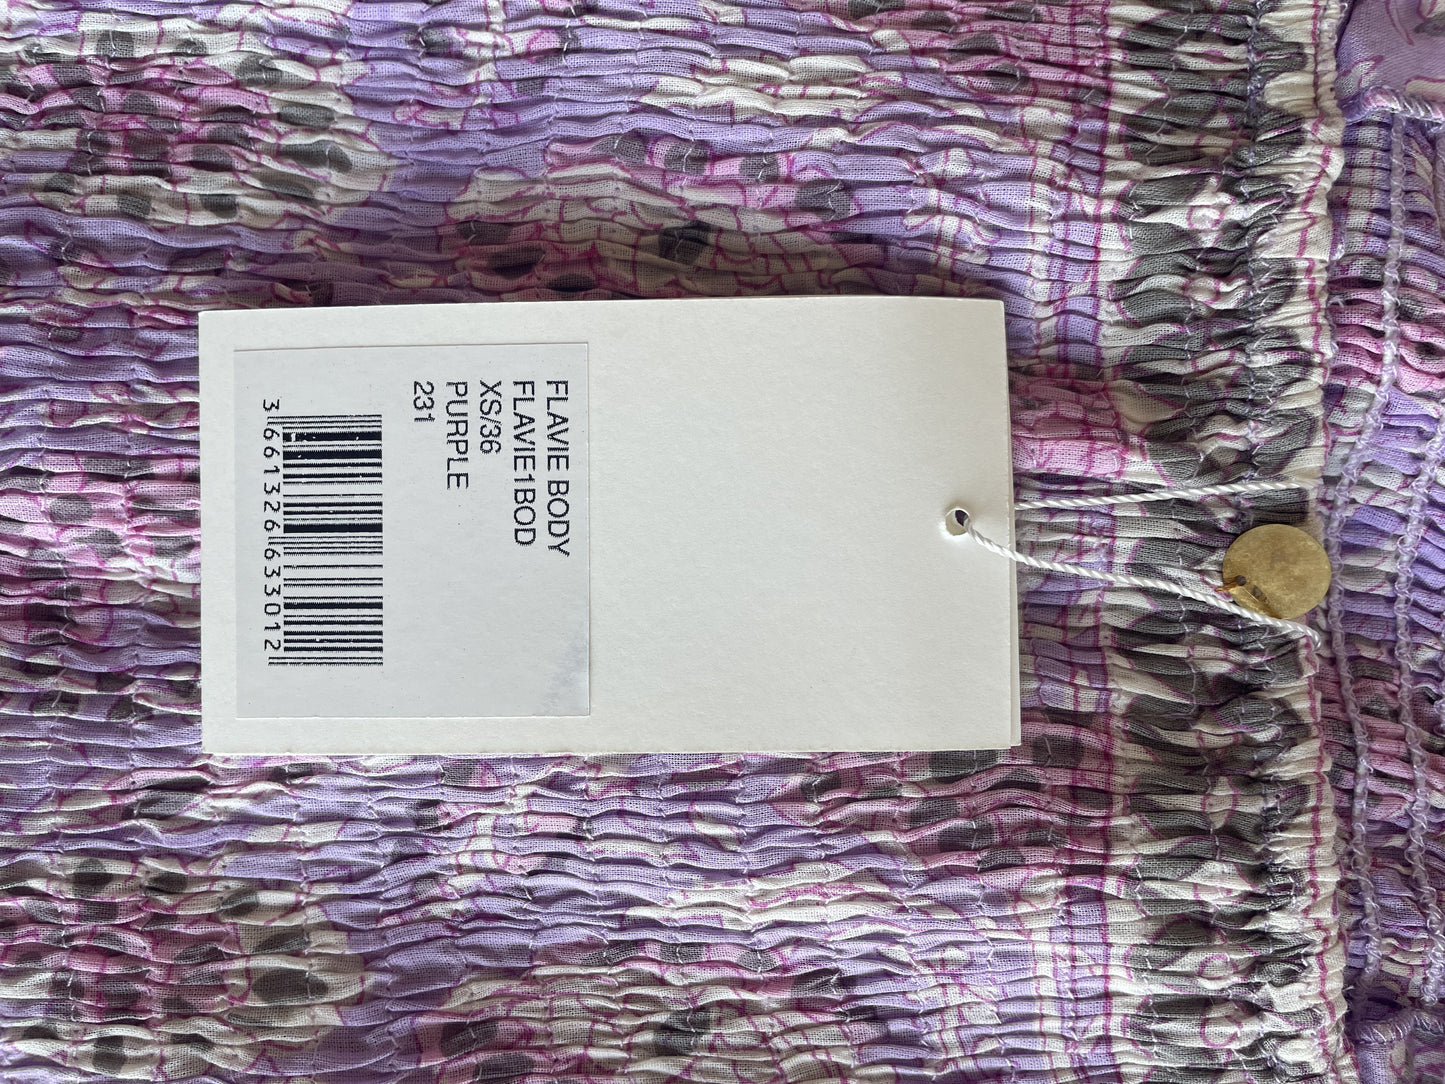 FLAVIE BODY
FLAVIE1BOD
XS/36
PURPLE
231
3661326633012